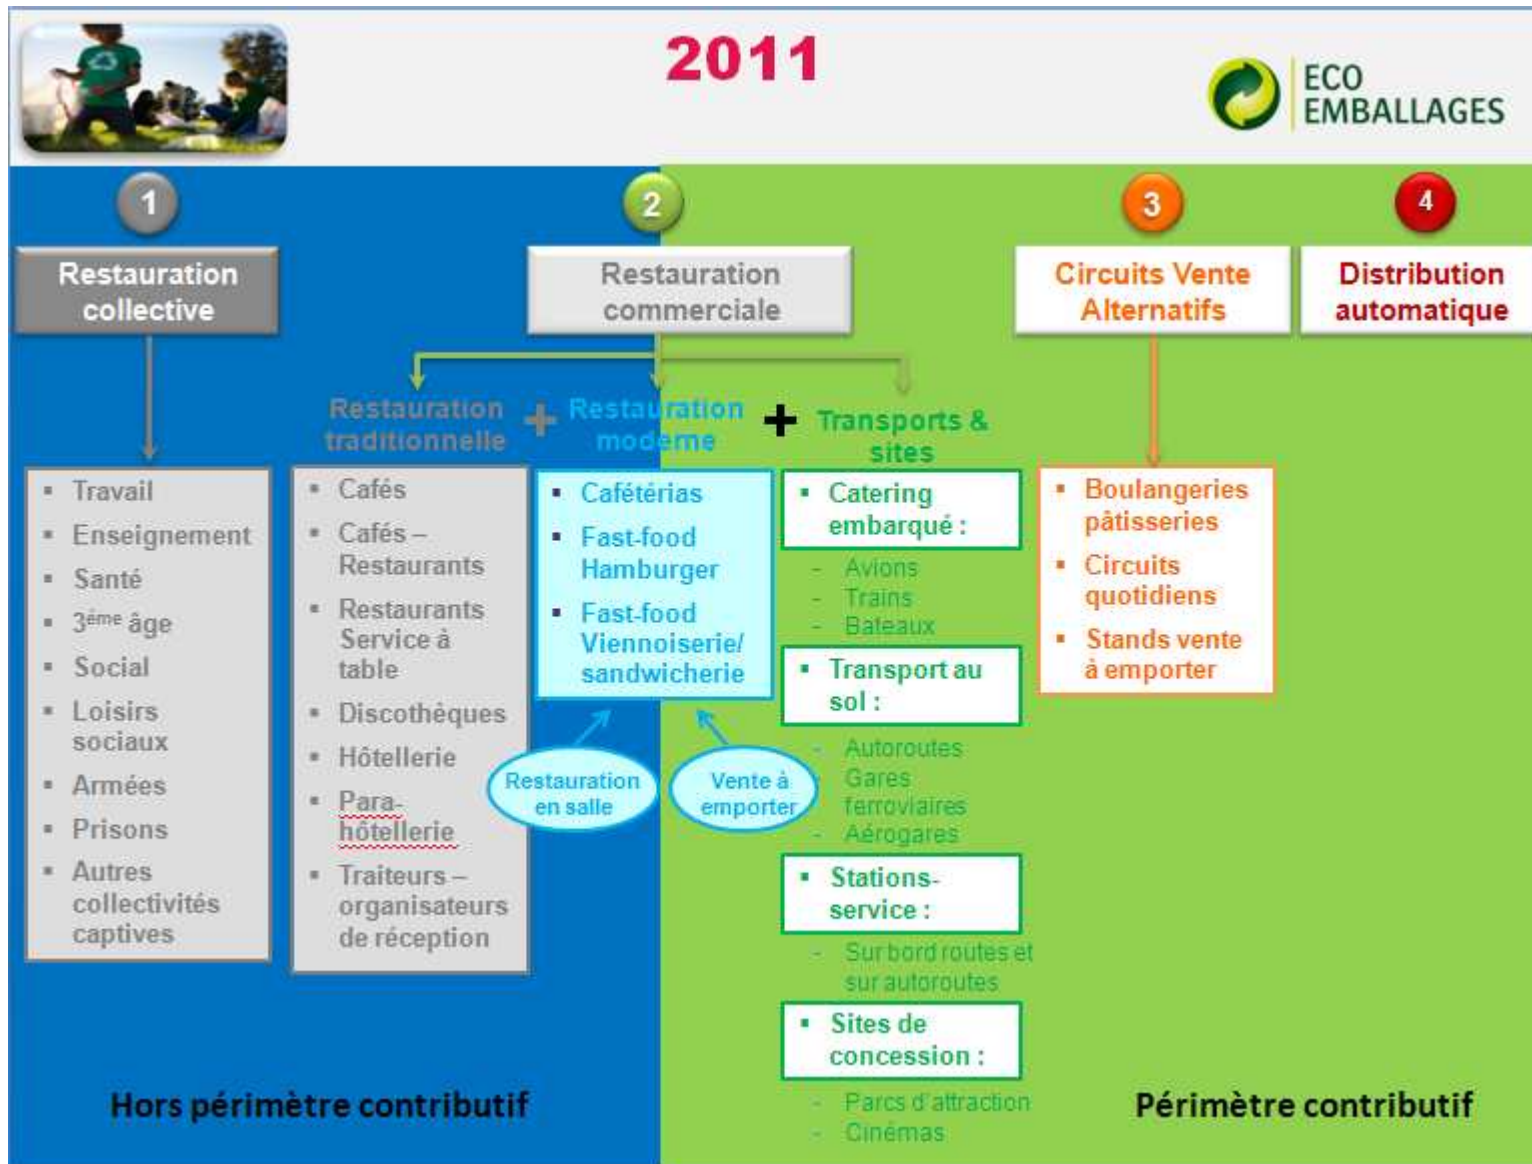 2011
ECO
EMBALLAGES
1
2
3
4
Restauration
collective
Restauration
commerciale
Circuits Vente
Alternatifs
Distribution
automatique
Restauration
traditionnelle
+
Restauration
moderne
+
Transports &
sites
▪ Travail
▪ Enseignement
▪ Santé
▪ 3ème âge
▪ Social
▪ Loisirs
sociaux
▪ Armées
▪ Prisons
▪ Autres
collectivités
captives
▪ Cafés
▪ Cafés –
Restaurants
▪ Restaurants
Service à
table
▪ Discothèques
▪ Hôtellerie
▪ Para-
hôtellerie
▪ Traiteurs –
organisateurs
de réception
▪ Cafétérias
▪ Fast-food
Hamburger
▪ Fast-food
Viennoiserie/
sandwicherie
Restauration
en salle
Vente à
emporter
▪ Catering
embarqué :
- Avions
- Trains
- Bateaux
▪ Transport au
sol :
- Autoroutes
- Gares
ferroviaires
- Aérogares
▪ Stations-
service :
- Sur bord routes et
sur autoroutes
▪ Sites de
concession :
- Parcs d'attraction
- Cinémas
▪ Boulangeries
pâtisseries
▪ Circuits
quotidiens
▪ Stands vente
à emporter
Hors périmètre contributif
Périmètre contributif